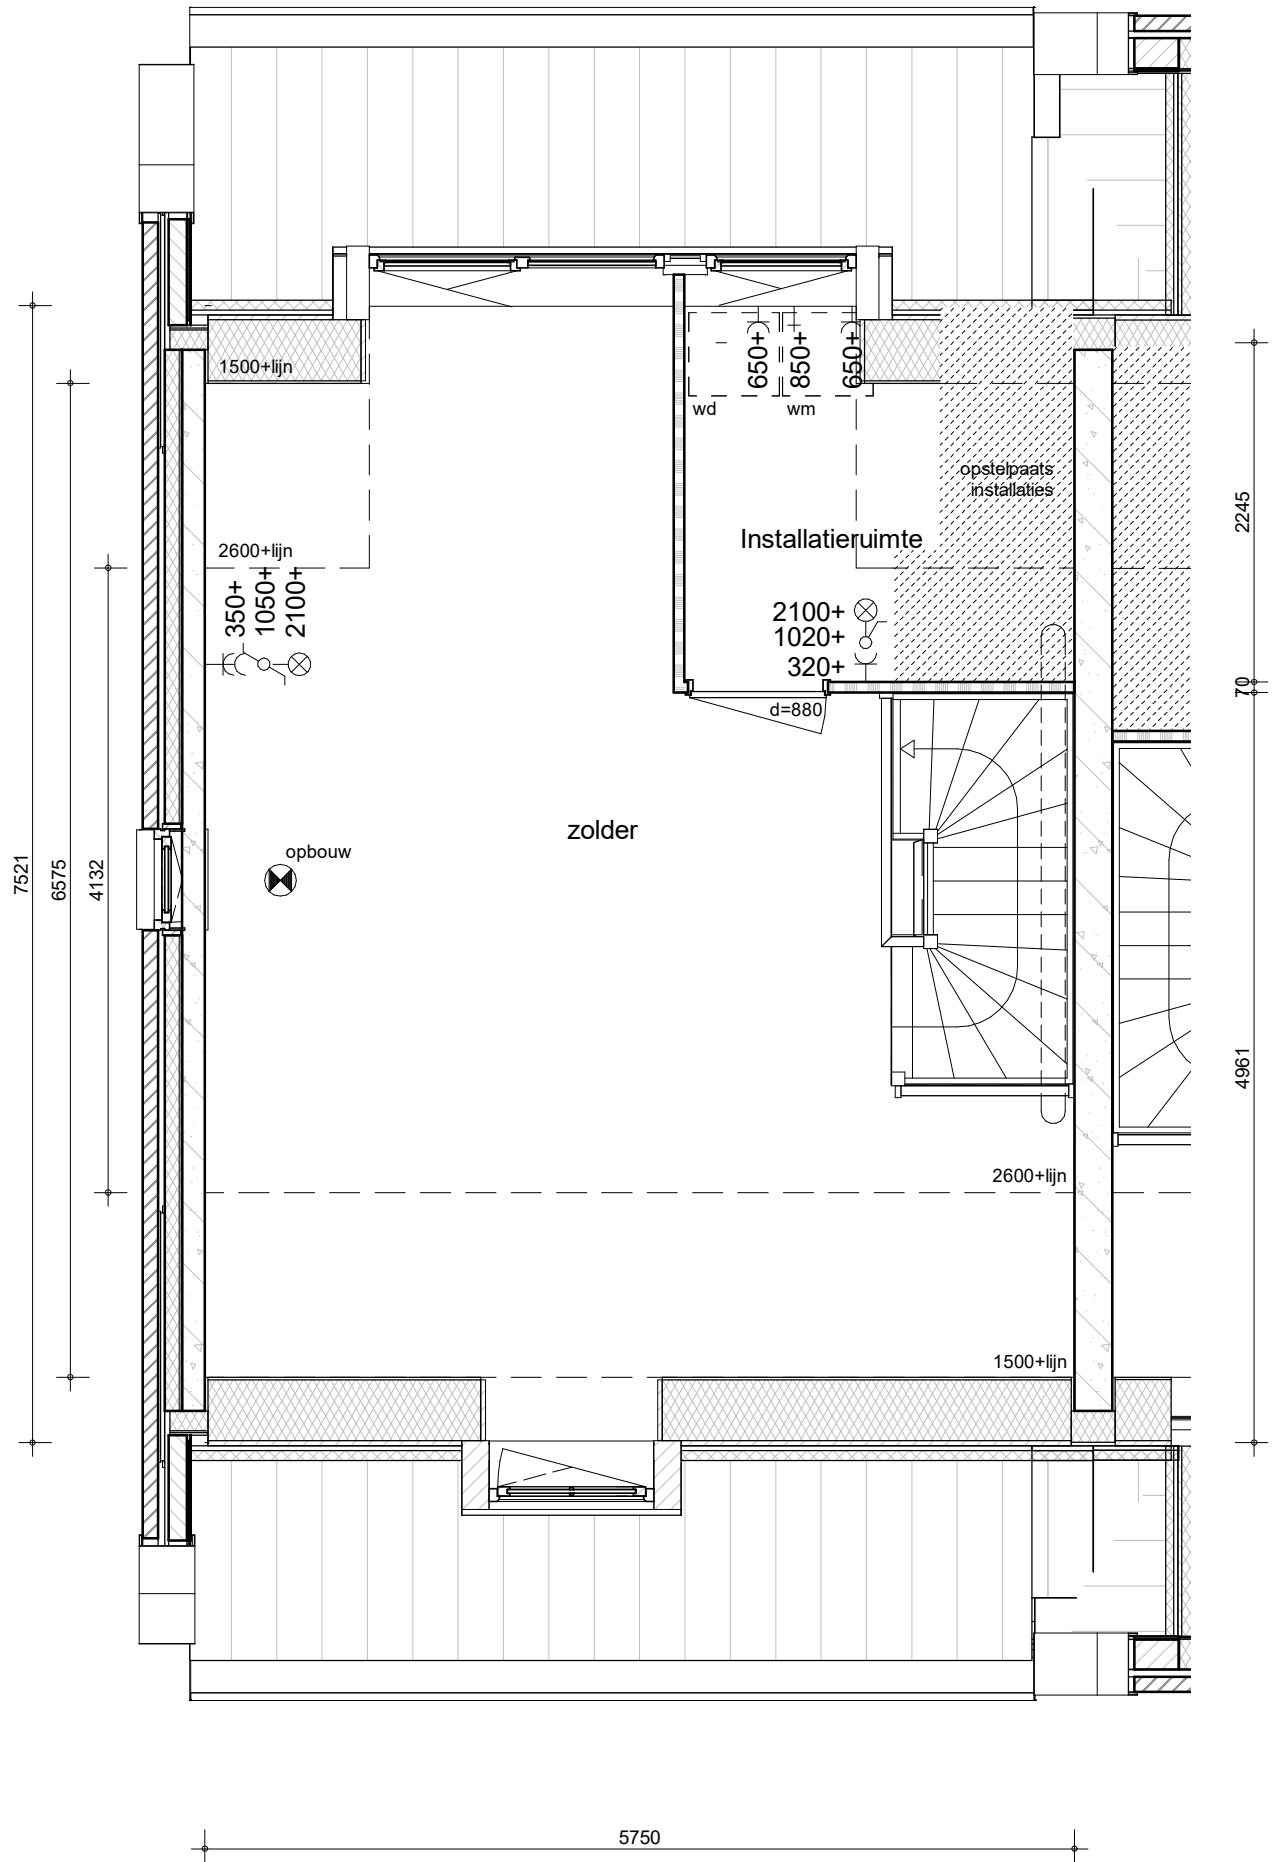 1500+lijn
650+
850+
650+
wd
wm
opstelpaats
installaties
Installatieruimte
2600+lijn
350+
1050+
2100+
2100+
1020+
320+
d=880
zolder
opbouw
2600+lijn
1500+lijn
7521
6575
4132
2245
70
4961
5750